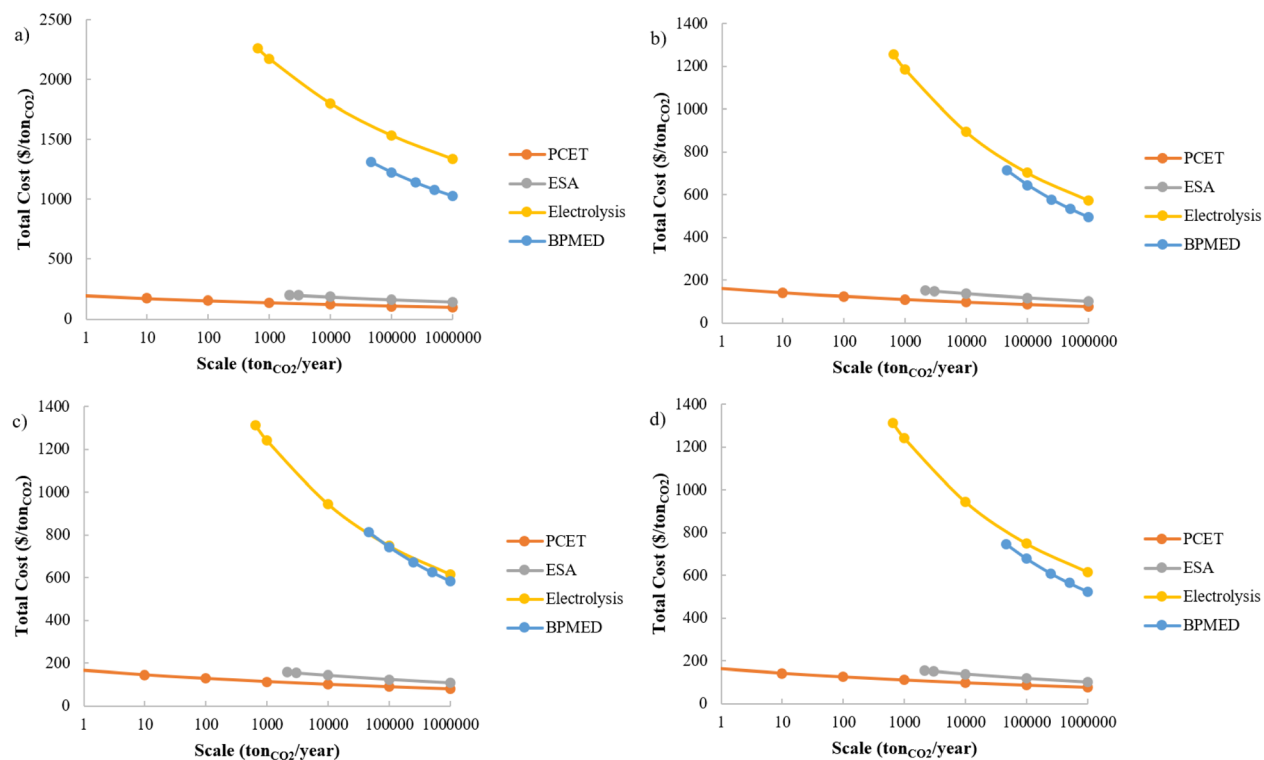 a)
2500
2000
1500
1000
500
0
Total Cost ($/tonCO2)
1 10 100 1000 10000 100000 1000000
Scale (tonCO2/year)
PCET
ESA
Electrolysis
BPMED
b)
1400
1200
1000
800
600
400
200
0
Total Cost ($/tonCO2)
1 10 100 1000 10000 100000 1000000
Scale (tonCO2/year)
PCET
ESA
Electrolysis
BPMED
c)
1400
1200
1000
800
600
400
200
0
Total Cost ($/tonCO2)
1 10 100 1000 10000 100000 1000000
Scale (tonCO2/year)
PCET
ESA
Electrolysis
BPMED
d)
1400
1200
1000
800
600
400
200
0
Total Cost ($/tonCO2)
1 10 100 1000 10000 100000 1000000
Scale (tonCO2/year)
PCET
ESA
Electrolysis
BPMED